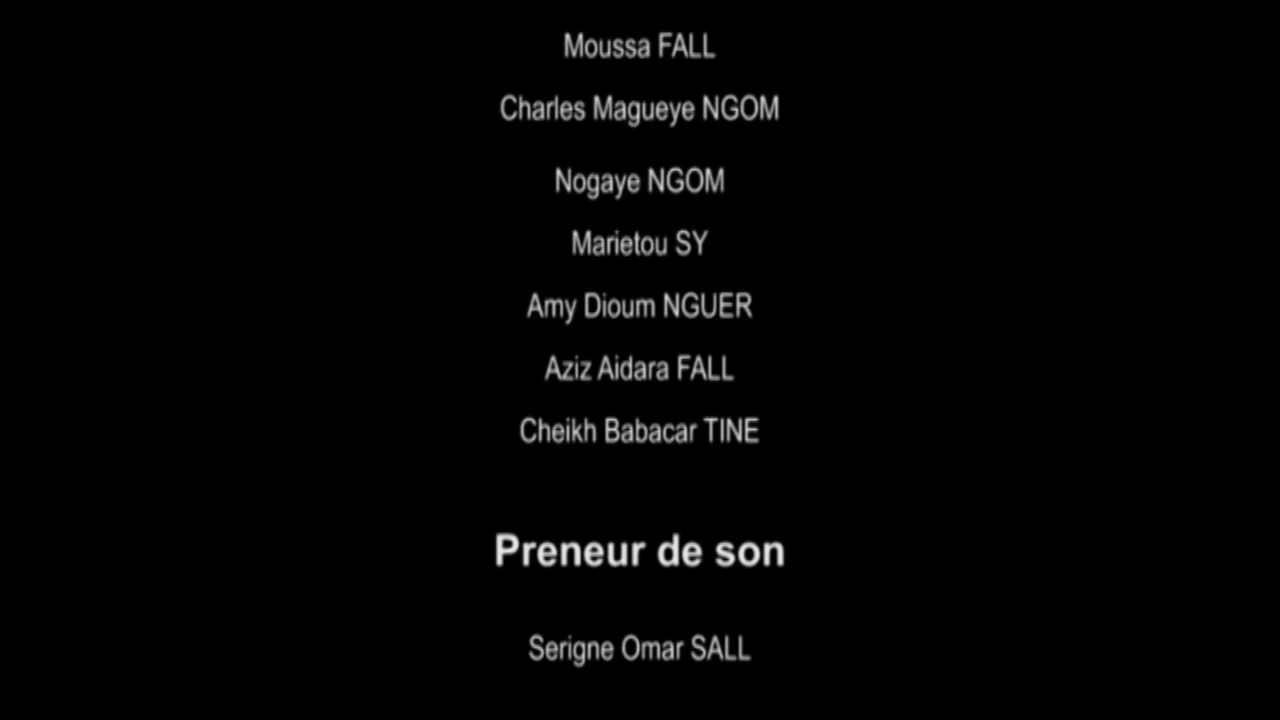 Moussa FALL
Charles Magueye NGOM
Nogaye NGOM
Marietou SY
Amy Dioum NGUER
Aziz Aidara FALL
Cheikh Babacar TINE
Preneur de son
Serigne Omar SALL